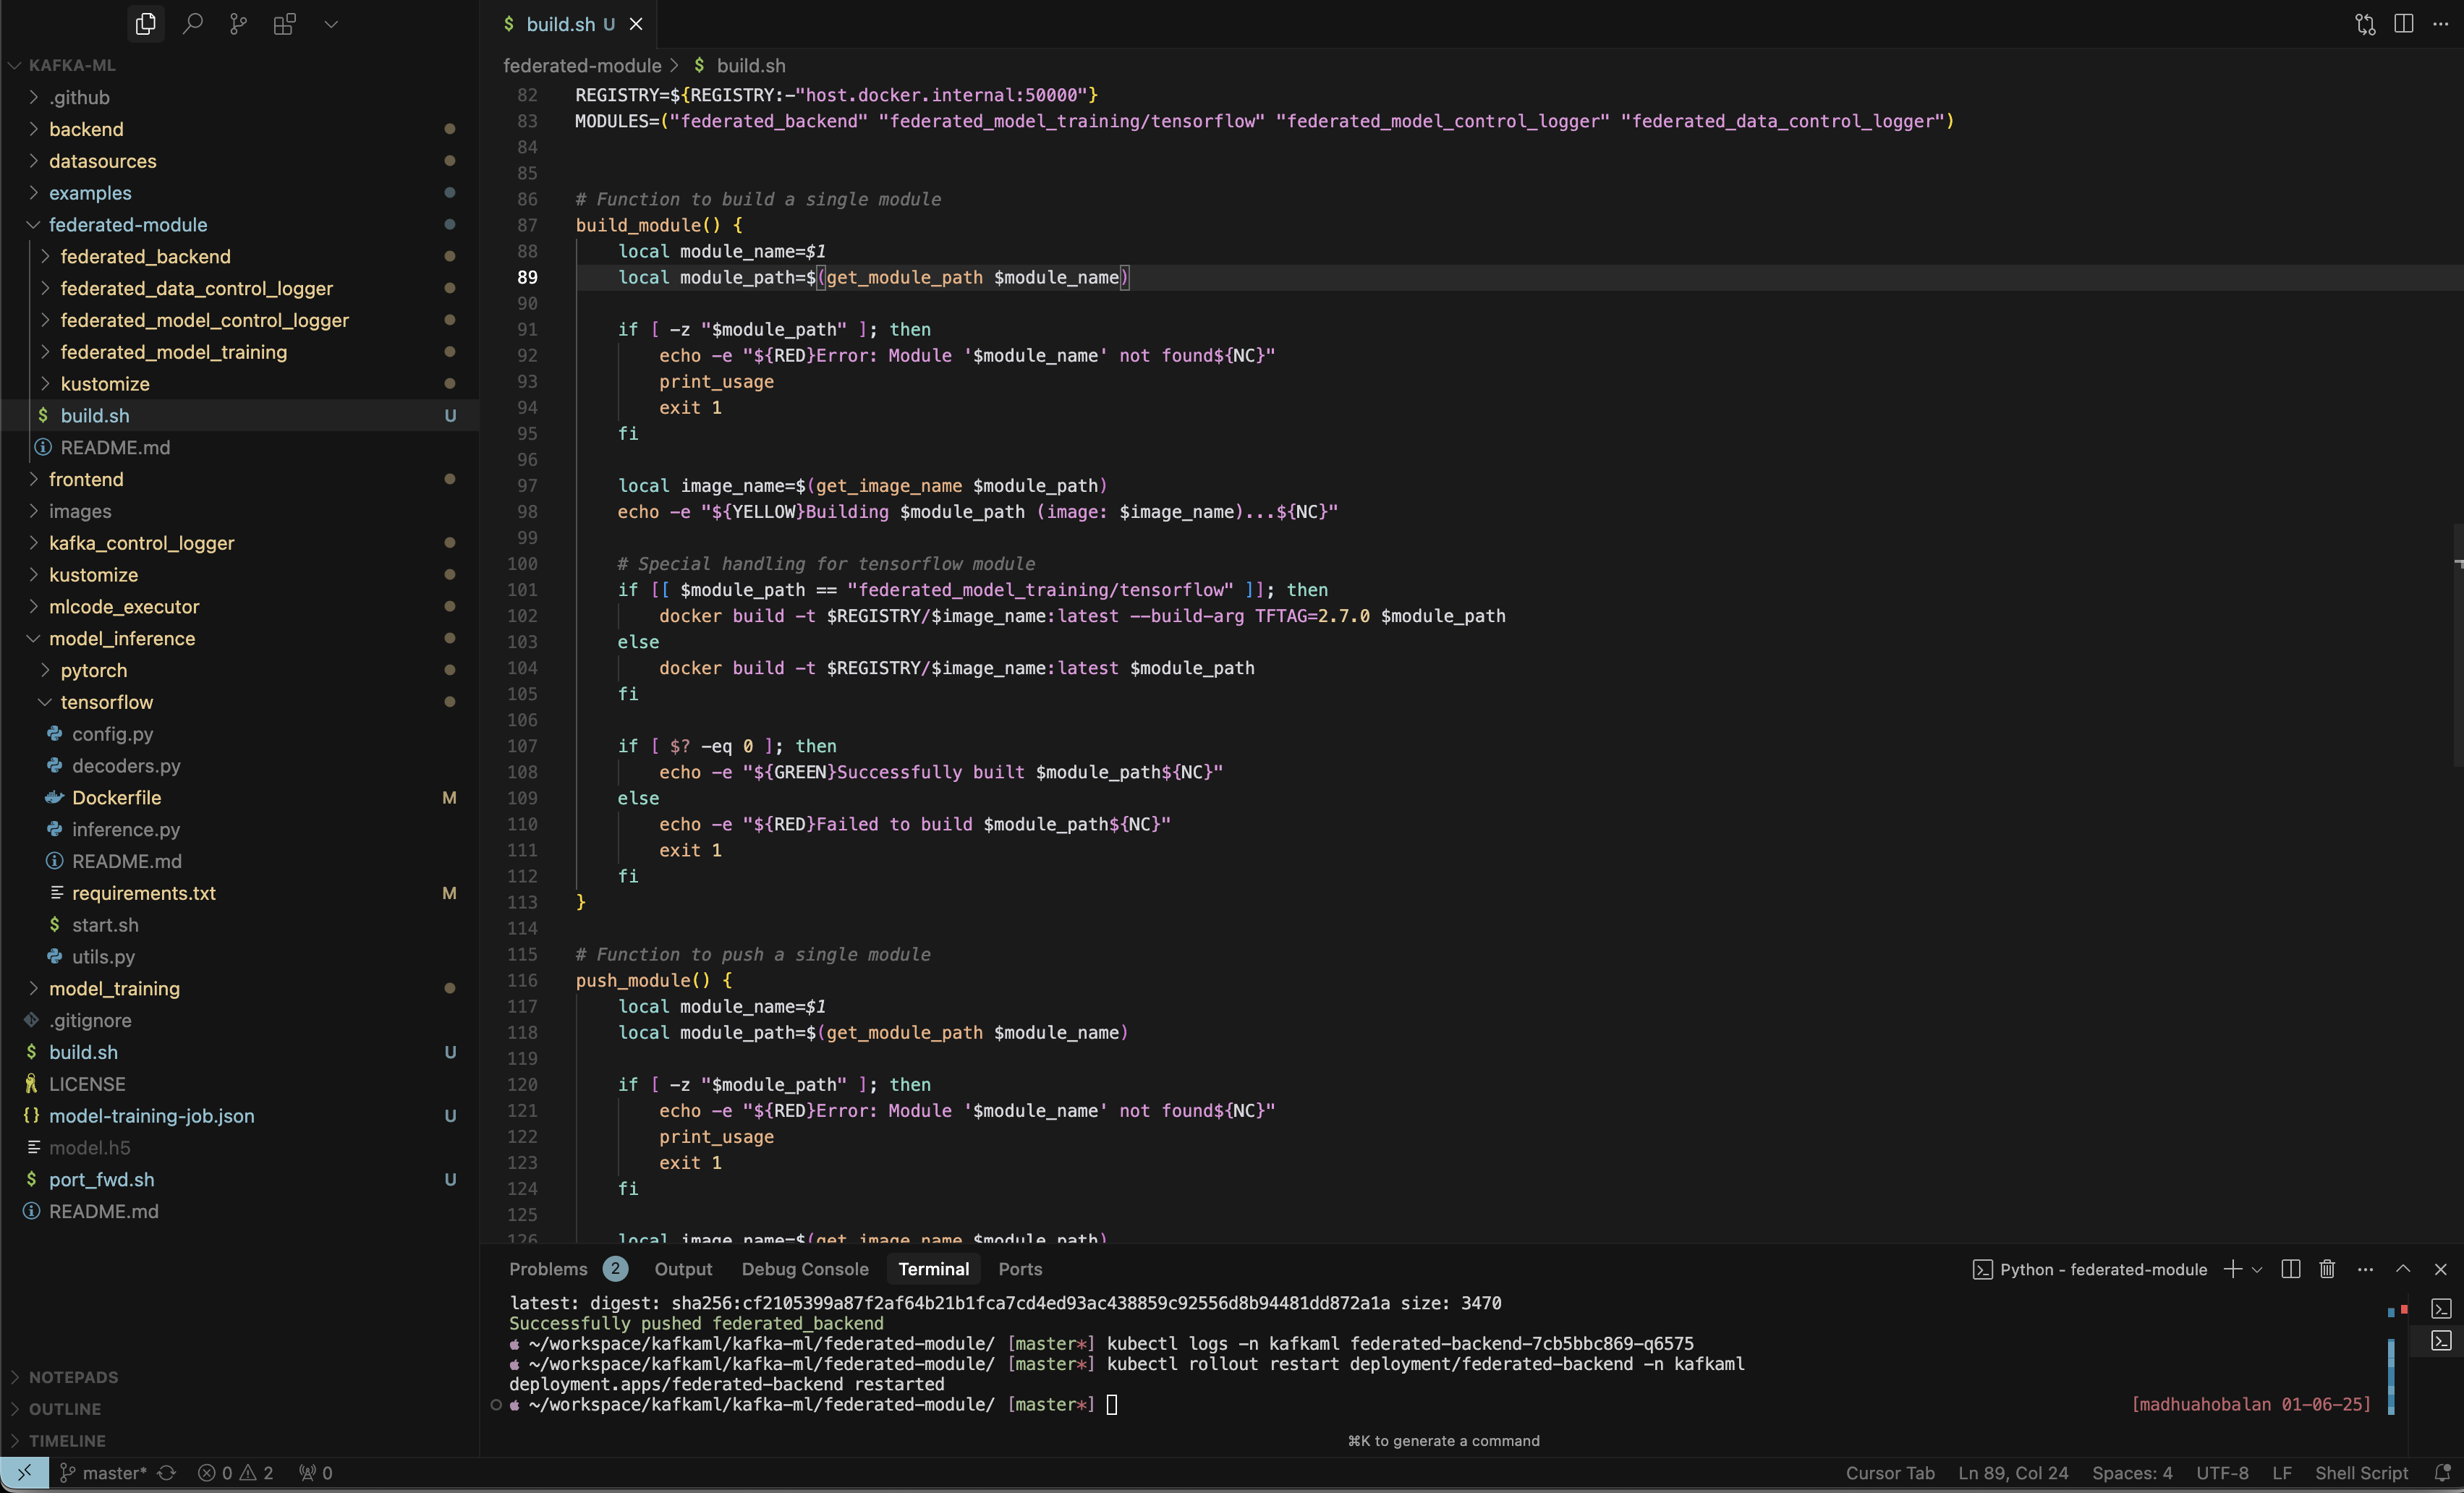 KAFKA-ML
.github
backend
datasources
examples
federated-module
federated_backend
federated_data_control_logger
federated_model_control_logger
federated_model_training
kustomize
$ build.sh U
README.md
frontend
images
kafka_control_logger
kustomize
mlcode_executor
model_inference
pytorch
tensorflow
config.py
decoders.py
Dockerfile M
inference.py
README.md
requirements.txt M
$ start.sh
utils.py
model_training
.gitignore
$ build.sh U
LICENSE
{} model-training-job.json U
model.h5
$ port_fwd.sh U
README.md
NOTEPADS
OUTLINE
TIMELINE
$ build.sh U
federated-module > $ build.sh
82 REGISTRY=${REGISTRY:-"host.docker.internal:50000"}
83 MODULES=("federated_backend" "federated_model_training/tensorflow" "federated_model_control_logger" "federated_data_control_logger")
84
85
86 # Function to build a single module
87 build_module() {
88 local module_name=$1
89 local module_path=$(get_module_path $module_name)
90
91 if [ -z "$module_path" ]; then
92 echo -e "${RED}Error: Module '$module_name' not found${NC}"
93 print_usage
94 exit 1
95 fi
96
97 local image_name=$(get_image_name $module_path)
98 echo -e "${YELLOW}Building $module_path (image: $image_name)...${NC}"
99
100 # Special handling for tensorflow module
101 if [[ $module_path == "federated_model_training/tensorflow" ]]; then
102 docker build -t $REGISTRY/$image_name:latest --build-arg TFTAG=2.7.0 $module_path
103 else
104 docker build -t $REGISTRY/$image_name:latest $module_path
105 fi
106
107 if [ $? -eq 0 ]; then
108 echo -e "${GREEN}Successfully built $module_path${NC}"
109 else
110 echo -e "${RED}Failed to build $module_path${NC}"
111 exit 1
112 fi
113 }
114
115 # Function to push a single module
116 push_module() {
117 local module_name=$1
118 local module_path=$(get_module_path $module_name)
119
120 if [ -z "$module_path" ]; then
121 echo -e "${RED}Error: Module '$module_name' not found${NC}"
122 print_usage
123 exit 1
124 fi
125
126 local image_name=$(get_image_name $module_path)
Problems 2 Output Debug Console Terminal Ports Python - federated-module
latest: digest: sha256:cf2105399a87f2af64b21b1fca7cd4ed93ac438859c92556d8b94481dd872a1a size: 3470
Successfully pushed federated_backend
~/workspace/kafkaml/kafka-ml/federated-module/ [master*] kubectl logs -n kafkaml federated-backend-7cb5bbc869-q6575
~/workspace/kafkaml/kafka-ml/federated-module/ [master*] kubectl rollout restart deployment/federated-backend -n kafkaml
deployment.apps/federated-backend restarted
~/workspace/kafkaml/kafka-ml/federated-module/ [master*] [madhuahobalan 01-06-25]
⌘K to generate a command
master* 0 2 0 Cursor Tab Ln 89, Col 24 Spaces: 4 UTF-8 LF Shell Script